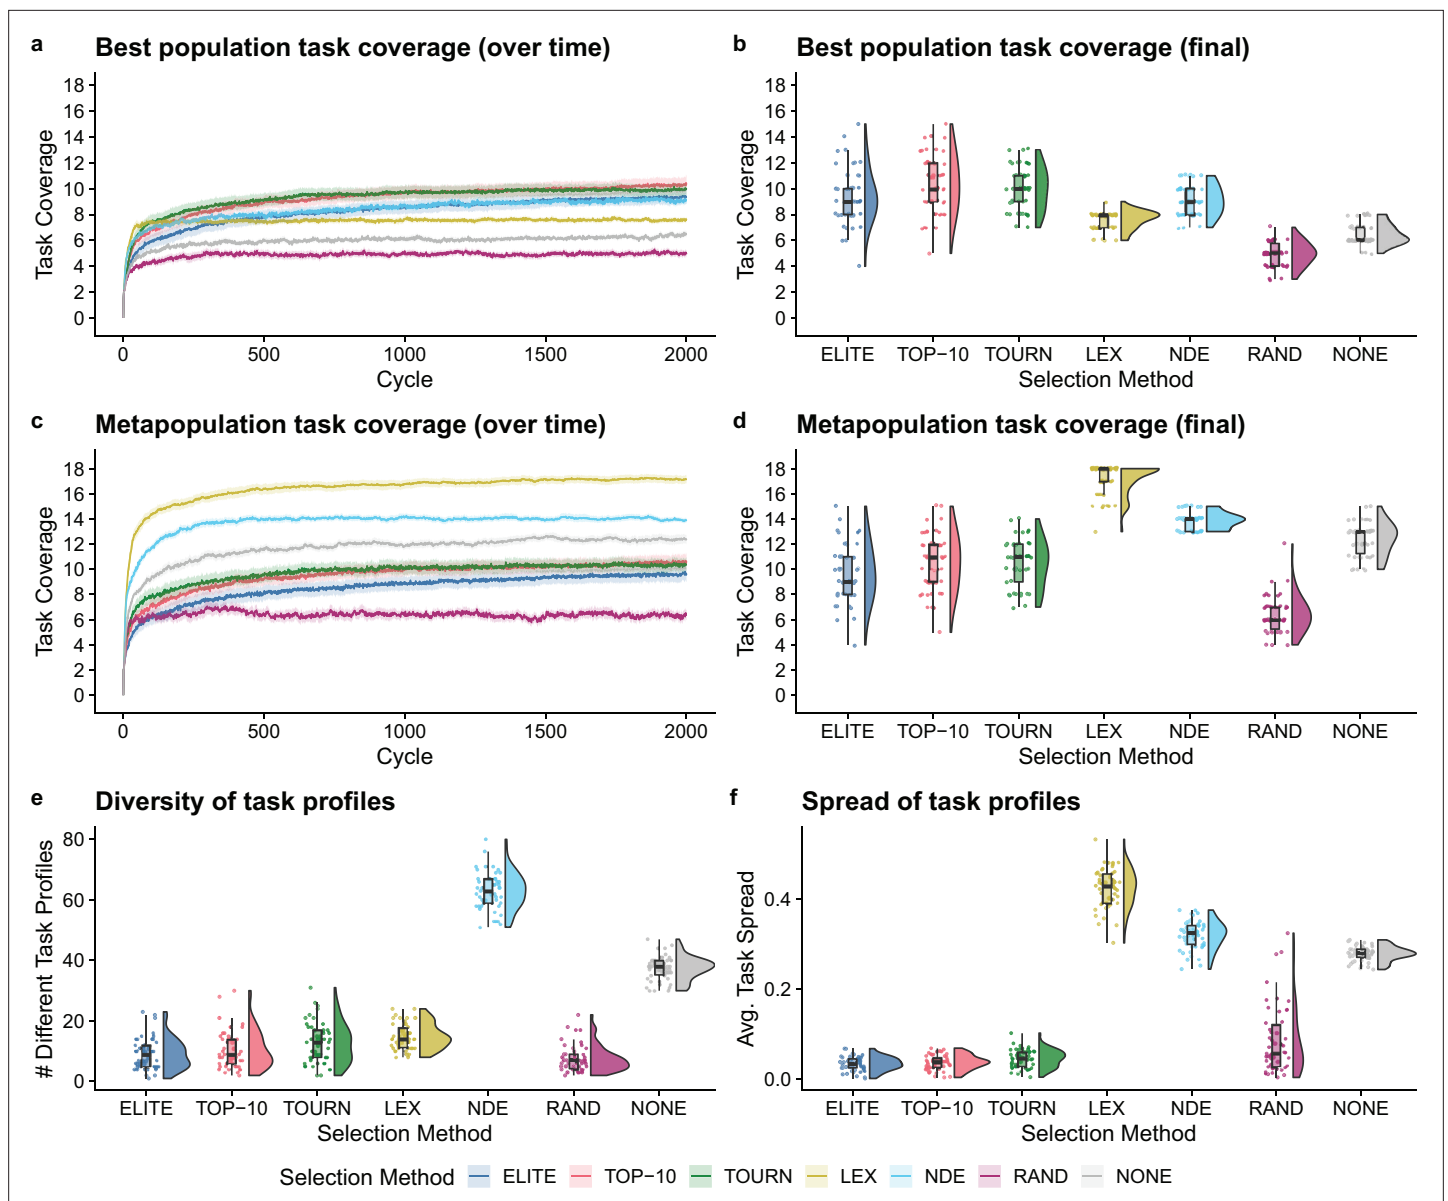 a Best population task coverage (over time)
Task Coverage
18
16
14
12
10
8
6
4
2
0
0 500 1000 1500 2000
Cycle
b Best population task coverage (final)
Task Coverage
18
16
14
12
10
8
6
4
2
0
ELITE TOP−10 TOURN LEX NDE RAND NONE
Selection Method
c Metapopulation task coverage (over time)
Task Coverage
18
16
14
12
10
8
6
4
2
0
0 500 1000 1500 2000
Cycle
d Metapopulation task coverage (final)
Task Coverage
18
16
14
12
10
8
6
4
2
0
ELITE TOP−10 TOURN LEX NDE RAND NONE
Selection Method
e Diversity of task profiles
# Different Task Profiles
80
60
40
20
0
ELITE TOP−10 TOURN LEX NDE RAND NONE
Selection Method
f Spread of task profiles
Avg. Task Spread
0.4
0.2
0.0
ELITE TOP−10 TOURN LEX NDE RAND NONE
Selection Method
Selection Method ELITE TOP−10 TOURN LEX NDE RAND NONE